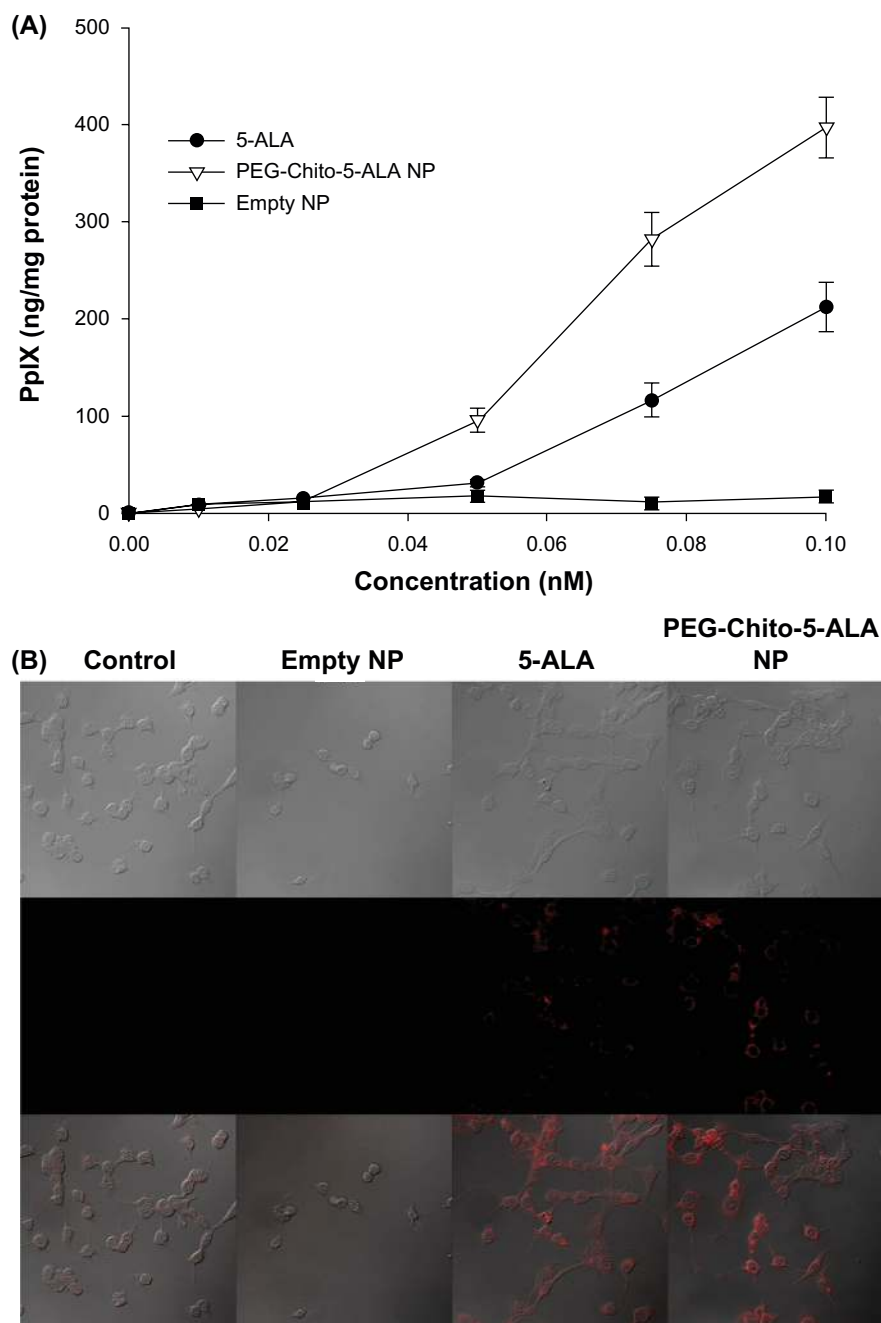 (A)
500
400
300
200
100
0
PpIX (ng/mg protein)
5-ALA
PEG-Chito-5-ALA NP
Empty NP
0.00 0.02 0.04 0.06 0.08 0.10
Concentration (nM)
(B) Control Empty NP 5-ALA PEG-Chito-5-ALA
NP